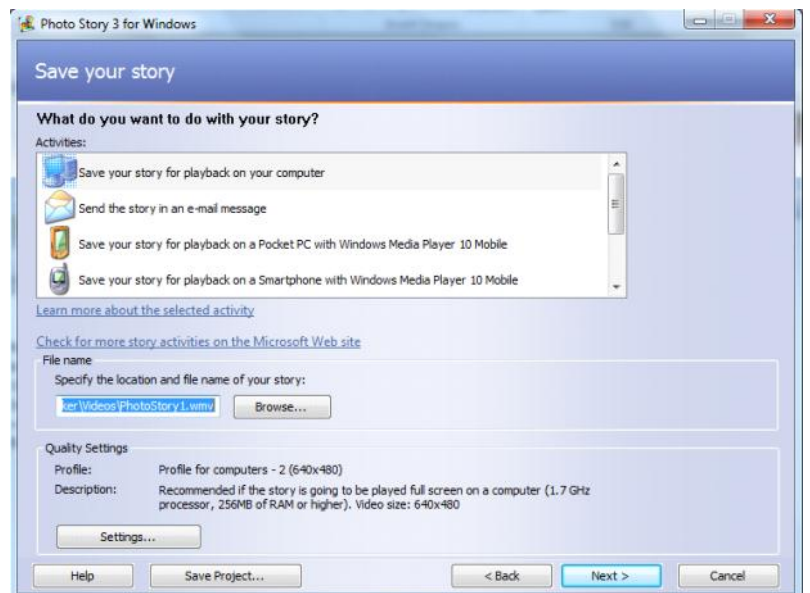 Photo Story 3 for Windows
Save your story
What do you want to do with your story?
Activities:
Save your story for playback on your computer
Send the story in an e-mail message
Save your story for playback on a Pocket PC with Windows Media Player 10 Mobile
Save your story for playback on a Smartphone with Windows Media Player 10 Mobile
Learn more about the selected activity
Check for more story activities on the Microsoft Web site
File name
Specify the location and file name of your story:
ker\Videos\PhotoStory1.wmv Browse...
Quality Settings
Profile: Profile for computers - 2 (640x480)
Description: Recommended if the story is going to be played full screen on a computer (1.7 GHz
processor, 256MB of RAM or higher). Video size: 640x480
Settings...
Help Save Project... < Back Next > Cancel